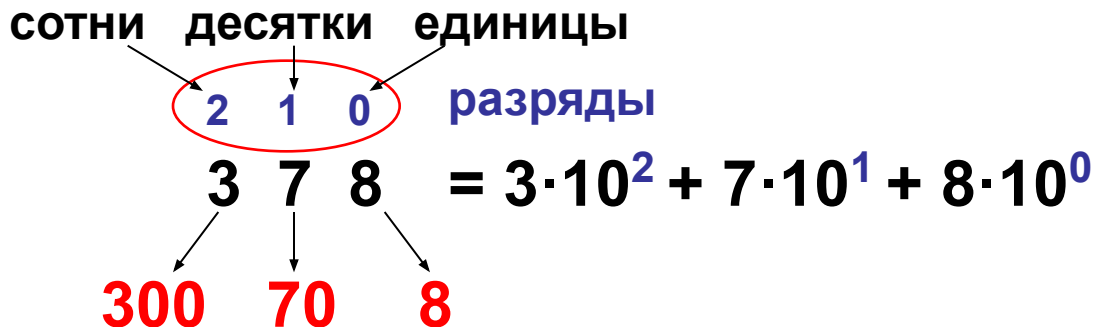 сотни десятки единицы
2 1 0 разряды
3 7 8 = 3·10² + 7·10¹ + 8·10⁰
300 70 8